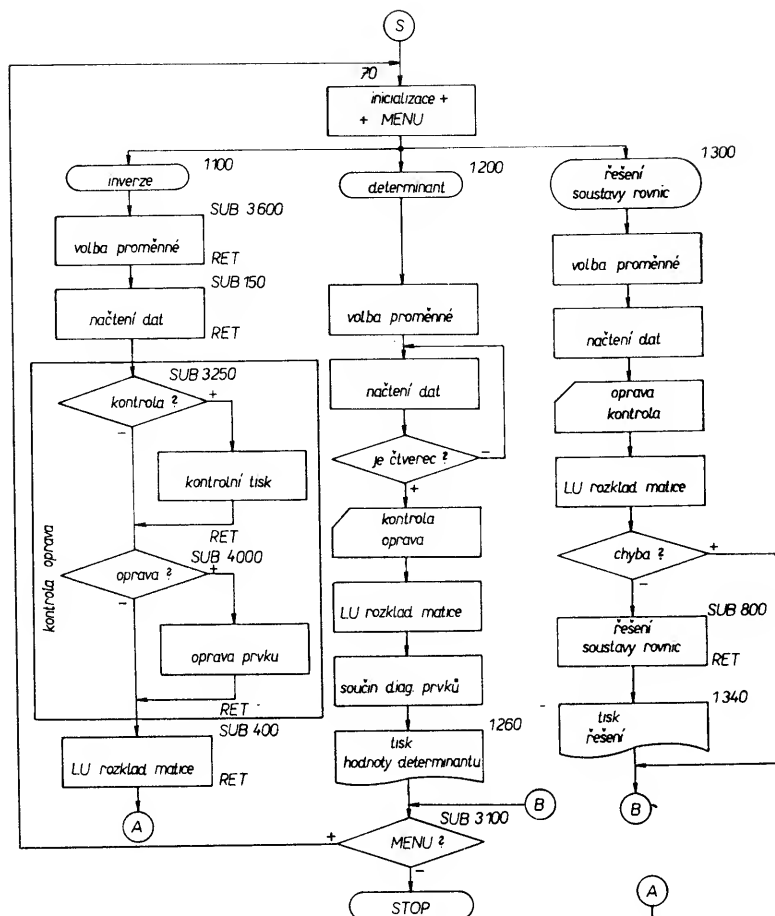 S
70
inicializace +
+ MENU
1100
inverze
SUB 3600
volba proměnné
RET
SUB 150
načtení dat
RET
SUB 3250
kontrola ?
+
-
kontrolní tisk
RET
SUB 4000
oprava ?
+
-
oprava prvku
RET
kontrola oprava
SUB 400
LU rozklad matice
RET
A
1200
determinant
volba proměnné
načtení dat
je čtverec ?
-
+
kontrola
oprava
LU rozklad matice
součin diag. prvků
1260
tisk
hodnoty determinantu
B
SUB 3100
MENU ?
+
-
STOP
1300
řešení
soustavy rovnic
volba proměnné
načtení dat
oprava
kontrola
LU rozklad matice
chyba ?
+
-
SUB 800
řešení
soustavy rovnic
RET
1340
tisk
řešení
B
A